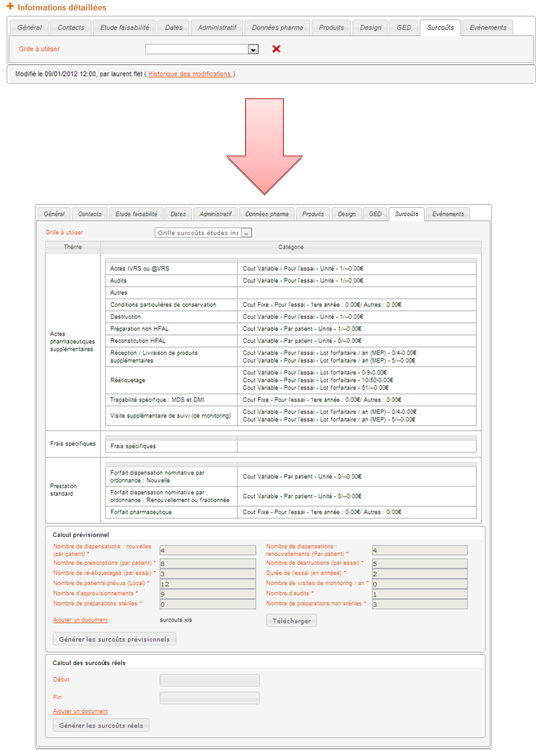 Informations détaillées
Général Contacts Etude faisabilité Dates Administratif Données pharma Produits Design GED Surcoûts Evénements
Grille à utiliser
Modifié le 09/01/2012 12:00, par laurent.flet ( Historique des modifications )
Général Contacts Etude faisabilité Dates Administratif Données pharma Produits Design GED Surcoûts Evénements
Grille à utiliser Grille surcoûts études ins
Thème Catégorie
Actes pharmaceutiques supplémentaires
Actes IVRS ou @VRS Cout Variable - Pour l'essai - Unité - 1/--0.00€
Audits Cout Variable - Pour l'essai - Unité - 1/--0.00€
Autres
Conditions particulières de conservation Cout Fixe - Pour l'essai - 1ere année : 0.00€/ Autres : 0.00€
Destruction Cout Variable - Pour l'essai - Unité - 1/--0.00€
Préparation non HFAL Cout Variable - Par patient - Unité - 1/--0.00€
Reconstitution HFAL Cout Variable - Par patient - Unité - 0/--0.00€
Réception / Livraison de produits supplémentaires Cout Variable - Pour l'essai - Lot forfaitaire / an (MEP) - 0/4-0.00€
Cout Variable - Pour l'essai - Lot forfaitaire / an (MEP) - 5/--0.00€
Réétiquetage Cout Variable - Pour l'essai - Lot forfaitaire - 0/9-0.00€
Cout Variable - Pour l'essai - Lot forfaitaire - 10/50-0.00€
Cout Variable - Pour l'essai - Lot forfaitaire - 51/--0.00€
Traçabilité spécifique : MDS et DMI Cout Fixe - Pour l'essai - 1ere année : 0.00€/ Autres : 0.00€
Visite supplémentaire de suivi (de monitoring) Cout Variable - Pour l'essai - Lot forfaitaire / an (MEP) - 0/4-0.00€
Cout Variable - Pour l'essai - Lot forfaitaire / an (MEP) - 5/--0.00€
Frais spécifiques Frais spécifiques
Prestation standard
Forfait dispensation nominative par ordonnance : Nouvelle Cout Variable - Par patient - Unité - 0/--0.00€
Forfait dispensation nominative par ordonnance : Renouvellement ou fractionnée Cout Variable - Par patient - Unité - 0/--0.00€
Forfait pharmaceutique Cout Fixe - Pour l'essai - 1ere année : 0.00€/ Autres : 0.00€
Calcul prévisionnel
Nombre de dispensations : nouvelles (par patient) * 4 Nombre de dispensations : renouvellements (Par patient) * 4
Nombre de prescriptions (par patient) * 8 Nombre de destructions (par essai) * 5
Nombre de ré-étiquetages (par essai) * 3 Durée de l'essai (en années) * 2
Nombre de patients prévue (Local) * 12 Nombre de visites de monitoring / an * 0
Nombre d'approvisionnements * 9 Nombre d'audits * 1
Nombre de préparations stériles * 0 Nombre de préparations non stériles * 3
Ajouter un document surcouts.xls Télécharger
Générer les surcoûts prévisionnels
Calcul des surcoûts réels
Début
Fin
Ajouter un document
Générer les surcoûts réels